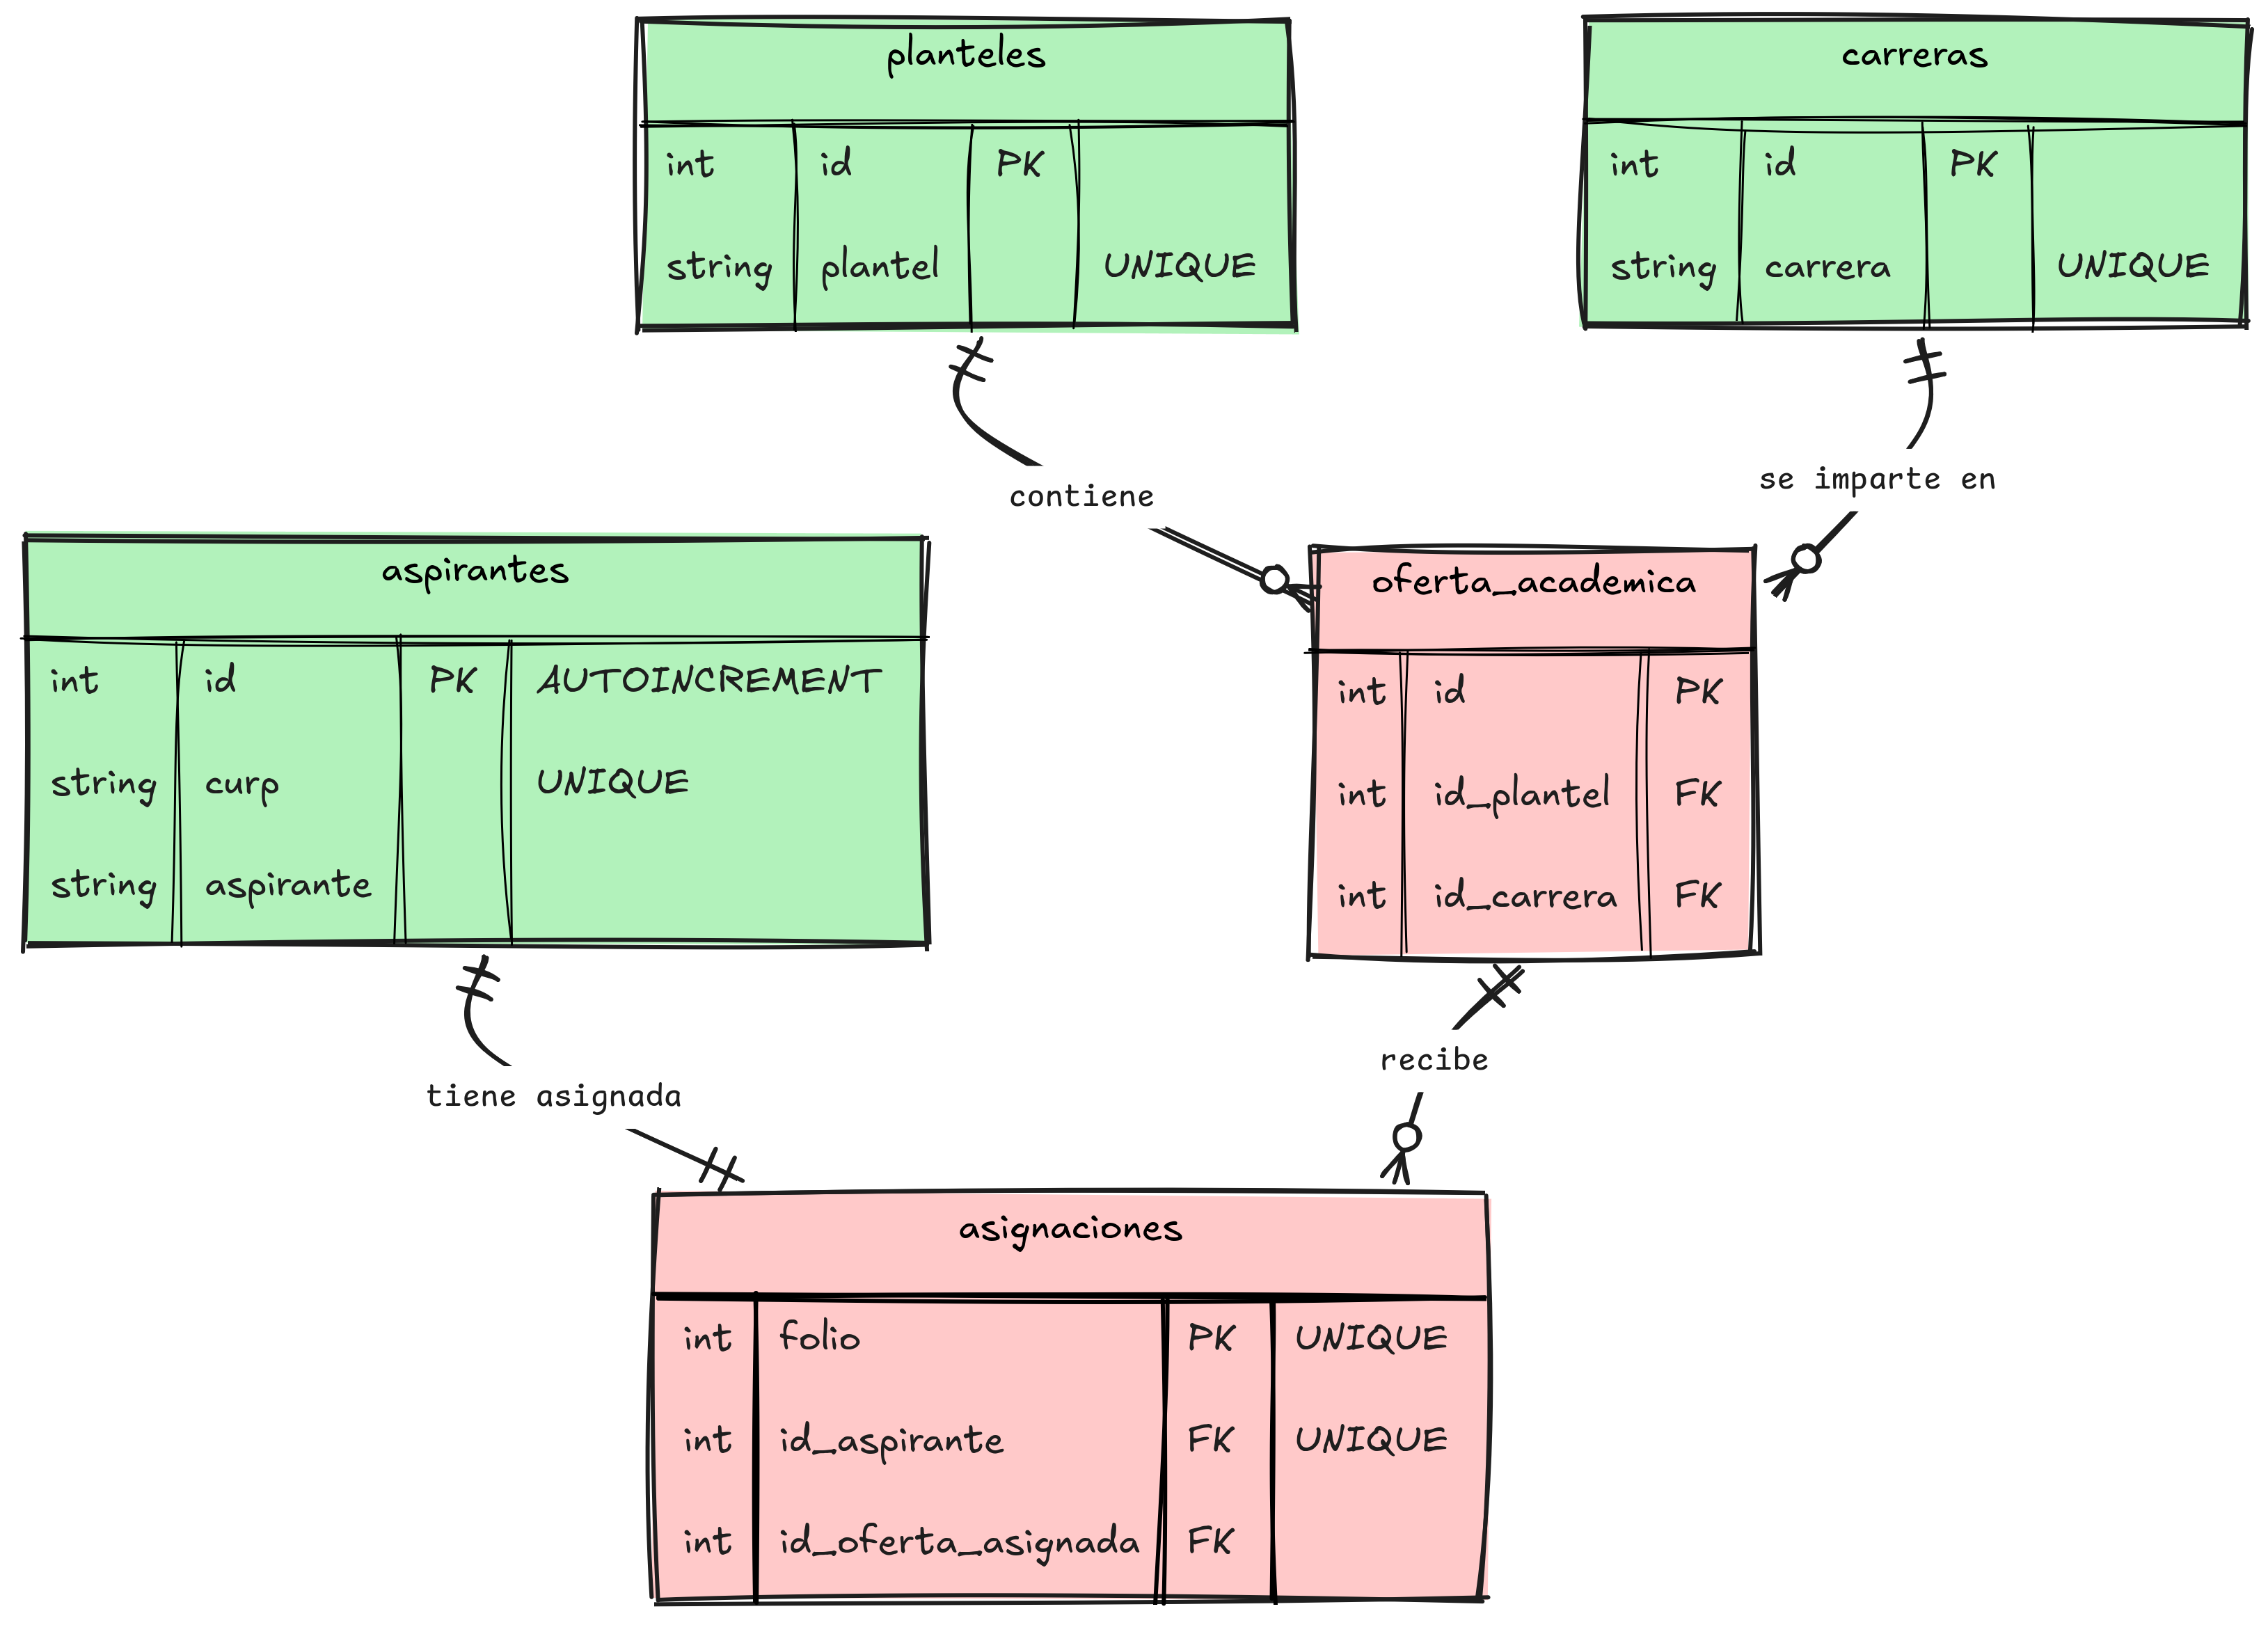 planteles
int id PK
string plantel UNIQUE
carreras
int id PK
string carrera UNIQUE
contiene
se imparte en
aspirantes
int id PK AUTOINCREMENT
string curp UNIQUE
string aspirante
oferta_academica
int id PK
int id_plantel FK
int id_carrera FK
tiene asignada
recibe
asignaciones
int folio PK UNIQUE
int id_aspirante FK UNIQUE
int id_oferta_asignada FK